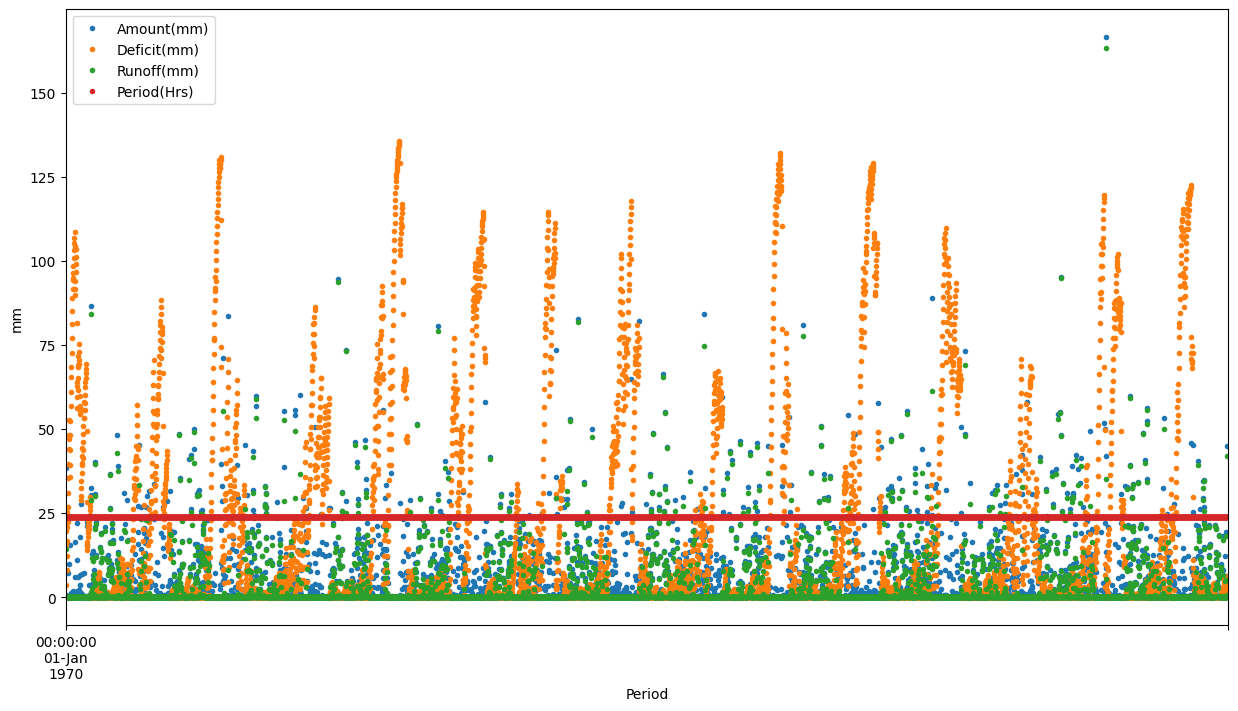 Amount(mm)
Deficit(mm)
Runoff(mm)
Period(Hrs)
150
125
100
75
50
25
0
mm
00:00:00
01-Jan
1970
Period